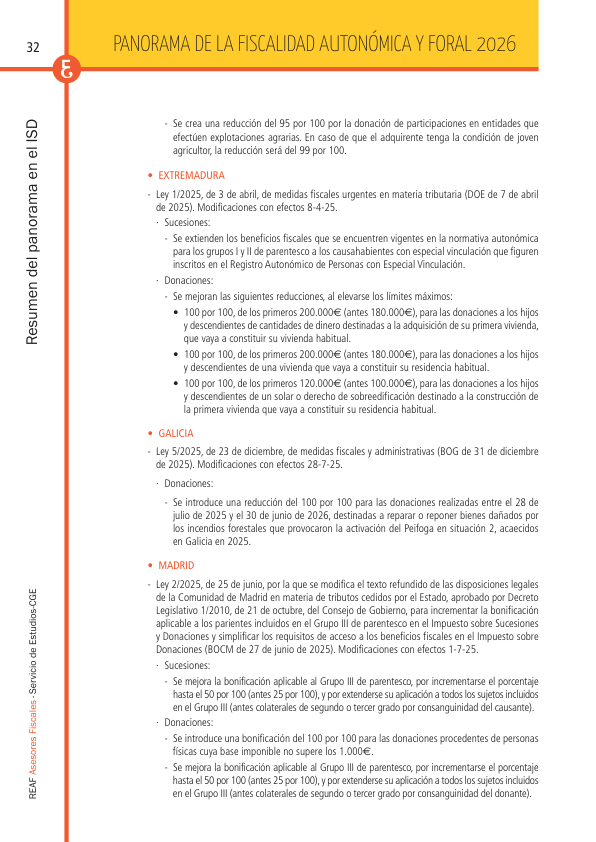 32
PANORAMA DE LA FISCALIDAD AUTONÓMICA Y FORAL 2026
Resumen del panorama en el ISD
REAF Asesores Fiscales - Servicio de Estudios-CGE
- Se crea una reducción del 95 por 100 por la donación de participaciones en entidades que
efectúen explotaciones agrarias. En caso de que el adquirente tenga la condición de joven
agricultor, la reducción será del 99 por 100.
• EXTREMADURA
- Ley 1/2025, de 3 de abril, de medidas fiscales urgentes en materia tributaria (DOE de 7 de abril
de 2025). Modificaciones con efectos 8-4-25.
· Sucesiones:
- Se extienden los beneficios fiscales que se encuentren vigentes en la normativa autonómica
para los grupos I y II de parentesco a los causahabientes con especial vinculación que figuren
inscritos en el Registro Autonómico de Personas con Especial Vinculación.
· Donaciones:
- Se mejoran las siguientes reducciones, al elevarse los límites máximos:
• 100 por 100, de los primeros 200.000€ (antes 180.000€), para las donaciones a los hijos
y descendientes de cantidades de dinero destinadas a la adquisición de su primera vivienda,
que vaya a constituir su vivienda habitual.
• 100 por 100, de los primeros 200.000€ (antes 180.000€), para las donaciones a los hijos
y descendientes de una vivienda que vaya a constituir su residencia habitual.
• 100 por 100, de los primeros 120.000€ (antes 100.000€), para las donaciones a los hijos
y descendientes de un solar o derecho de sobreedificación destinado a la construcción de
la primera vivienda que vaya a constituir su residencia habitual.
• GALICIA
- Ley 5/2025, de 23 de diciembre, de medidas fiscales y administrativas (BOG de 31 de diciembre
de 2025). Modificaciones con efectos 28-7-25.
· Donaciones:
- Se introduce una reducción del 100 por 100 para las donaciones realizadas entre el 28 de
julio de 2025 y el 30 de junio de 2026, destinadas a reparar o reponer bienes dañados por
los incendios forestales que provocaron la activación del Peifoga en situación 2, acaecidos
en Galicia en 2025.
• MADRID
- Ley 2/2025, de 25 de junio, por la que se modifica el texto refundido de las disposiciones legales
de la Comunidad de Madrid en materia de tributos cedidos por el Estado, aprobado por Decreto
Legislativo 1/2010, de 21 de octubre, del Consejo de Gobierno, para incrementar la bonificación
aplicable a los parientes incluidos en el Grupo III de parentesco en el Impuesto sobre Sucesiones
y Donaciones y simplificar los requisitos de acceso a los beneficios fiscales en el Impuesto sobre
Donaciones (BOCM de 27 de junio de 2025). Modificaciones con efectos 1-7-25.
· Sucesiones:
- Se mejora la bonificación aplicable al Grupo III de parentesco, por incrementarse el porcentaje
hasta el 50 por 100 (antes 25 por 100), y por extenderse su aplicación a todos los sujetos incluidos
en el Grupo III (antes colaterales de segundo o tercer grado por consanguinidad del causante).
· Donaciones:
- Se introduce una bonificación del 100 por 100 para las donaciones procedentes de personas
físicas cuya base imponible no supere los 1.000€.
- Se mejora la bonificación aplicable al Grupo III de parentesco, por incrementarse el porcentaje
hasta el 50 por 100 (antes 25 por 100), y por extenderse su aplicación a todos los sujetos incluidos
en el Grupo III (antes colaterales de segundo o tercer grado por consanguinidad del donante).